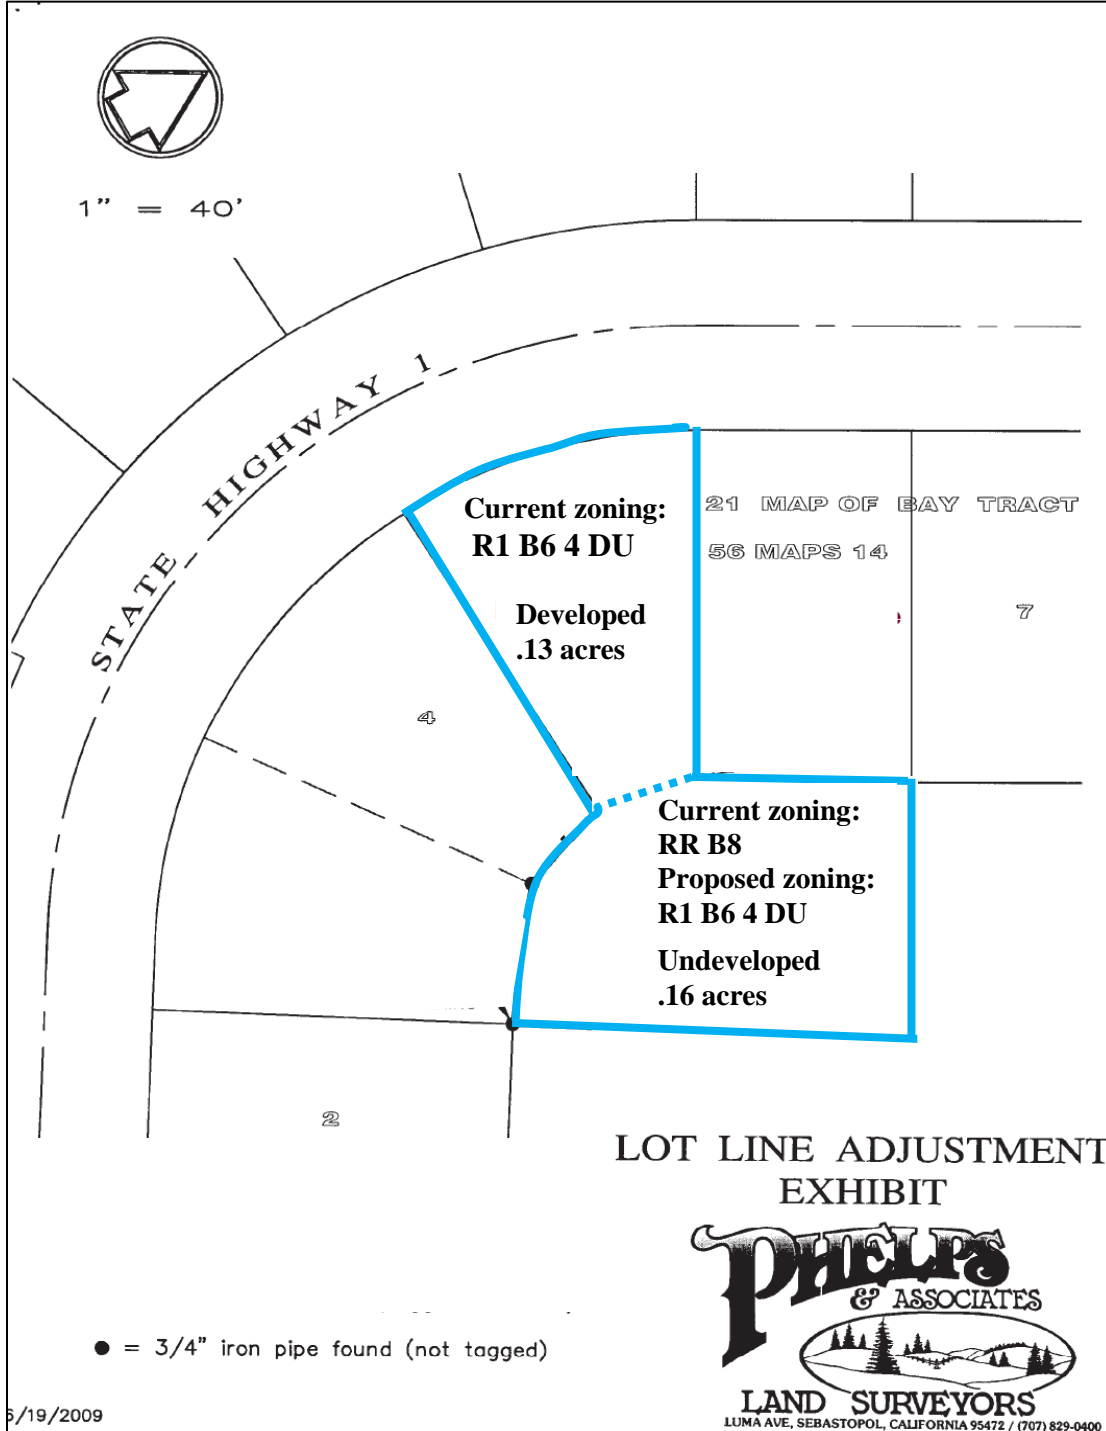 1” = 40’
STATE HIGHWAY 1
Current zoning:
R1 B6 4 DU
Developed
.13 acres
21 MAP OF BAY TRACT
56 MAPS 14
7
4
Current zoning:
RR B8
Proposed zoning:
R1 B6 4 DU
Undeveloped
.16 acres
2
LOT LINE ADJUSTMENT
EXHIBIT
PHELPS
& ASSOCIATES
LAND SURVEYORS
LUMA AVE, SEBASTOPOL, CALIFORNIA 95472 / (707) 829-0400
● = 3/4" iron pipe found (not tagged)
/19/2009